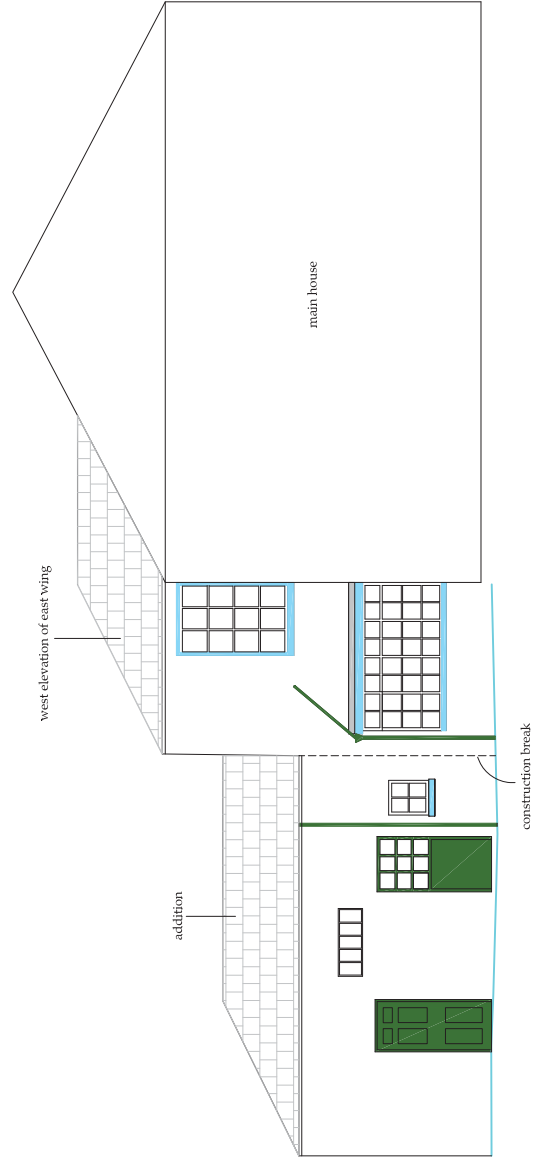 addition
west elevation of east wing
construction break
main house